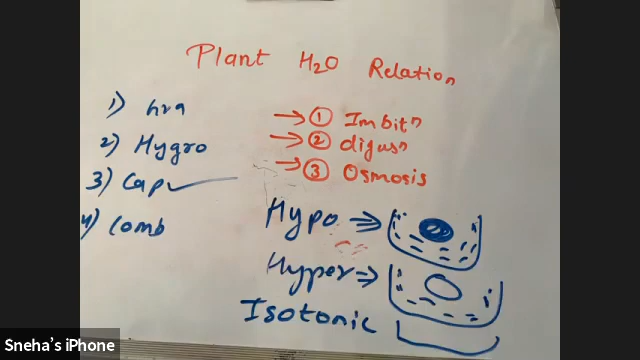 Plant H2O Relation
1) hra
2) Hygro
3) Cap
4) Comb
→ ① Imbitⁿ
→ ② difusⁿ
→ ③ Osmosis
Hypo ⇒
Hyper ⇒
Isotonic
Sneha's iPhone